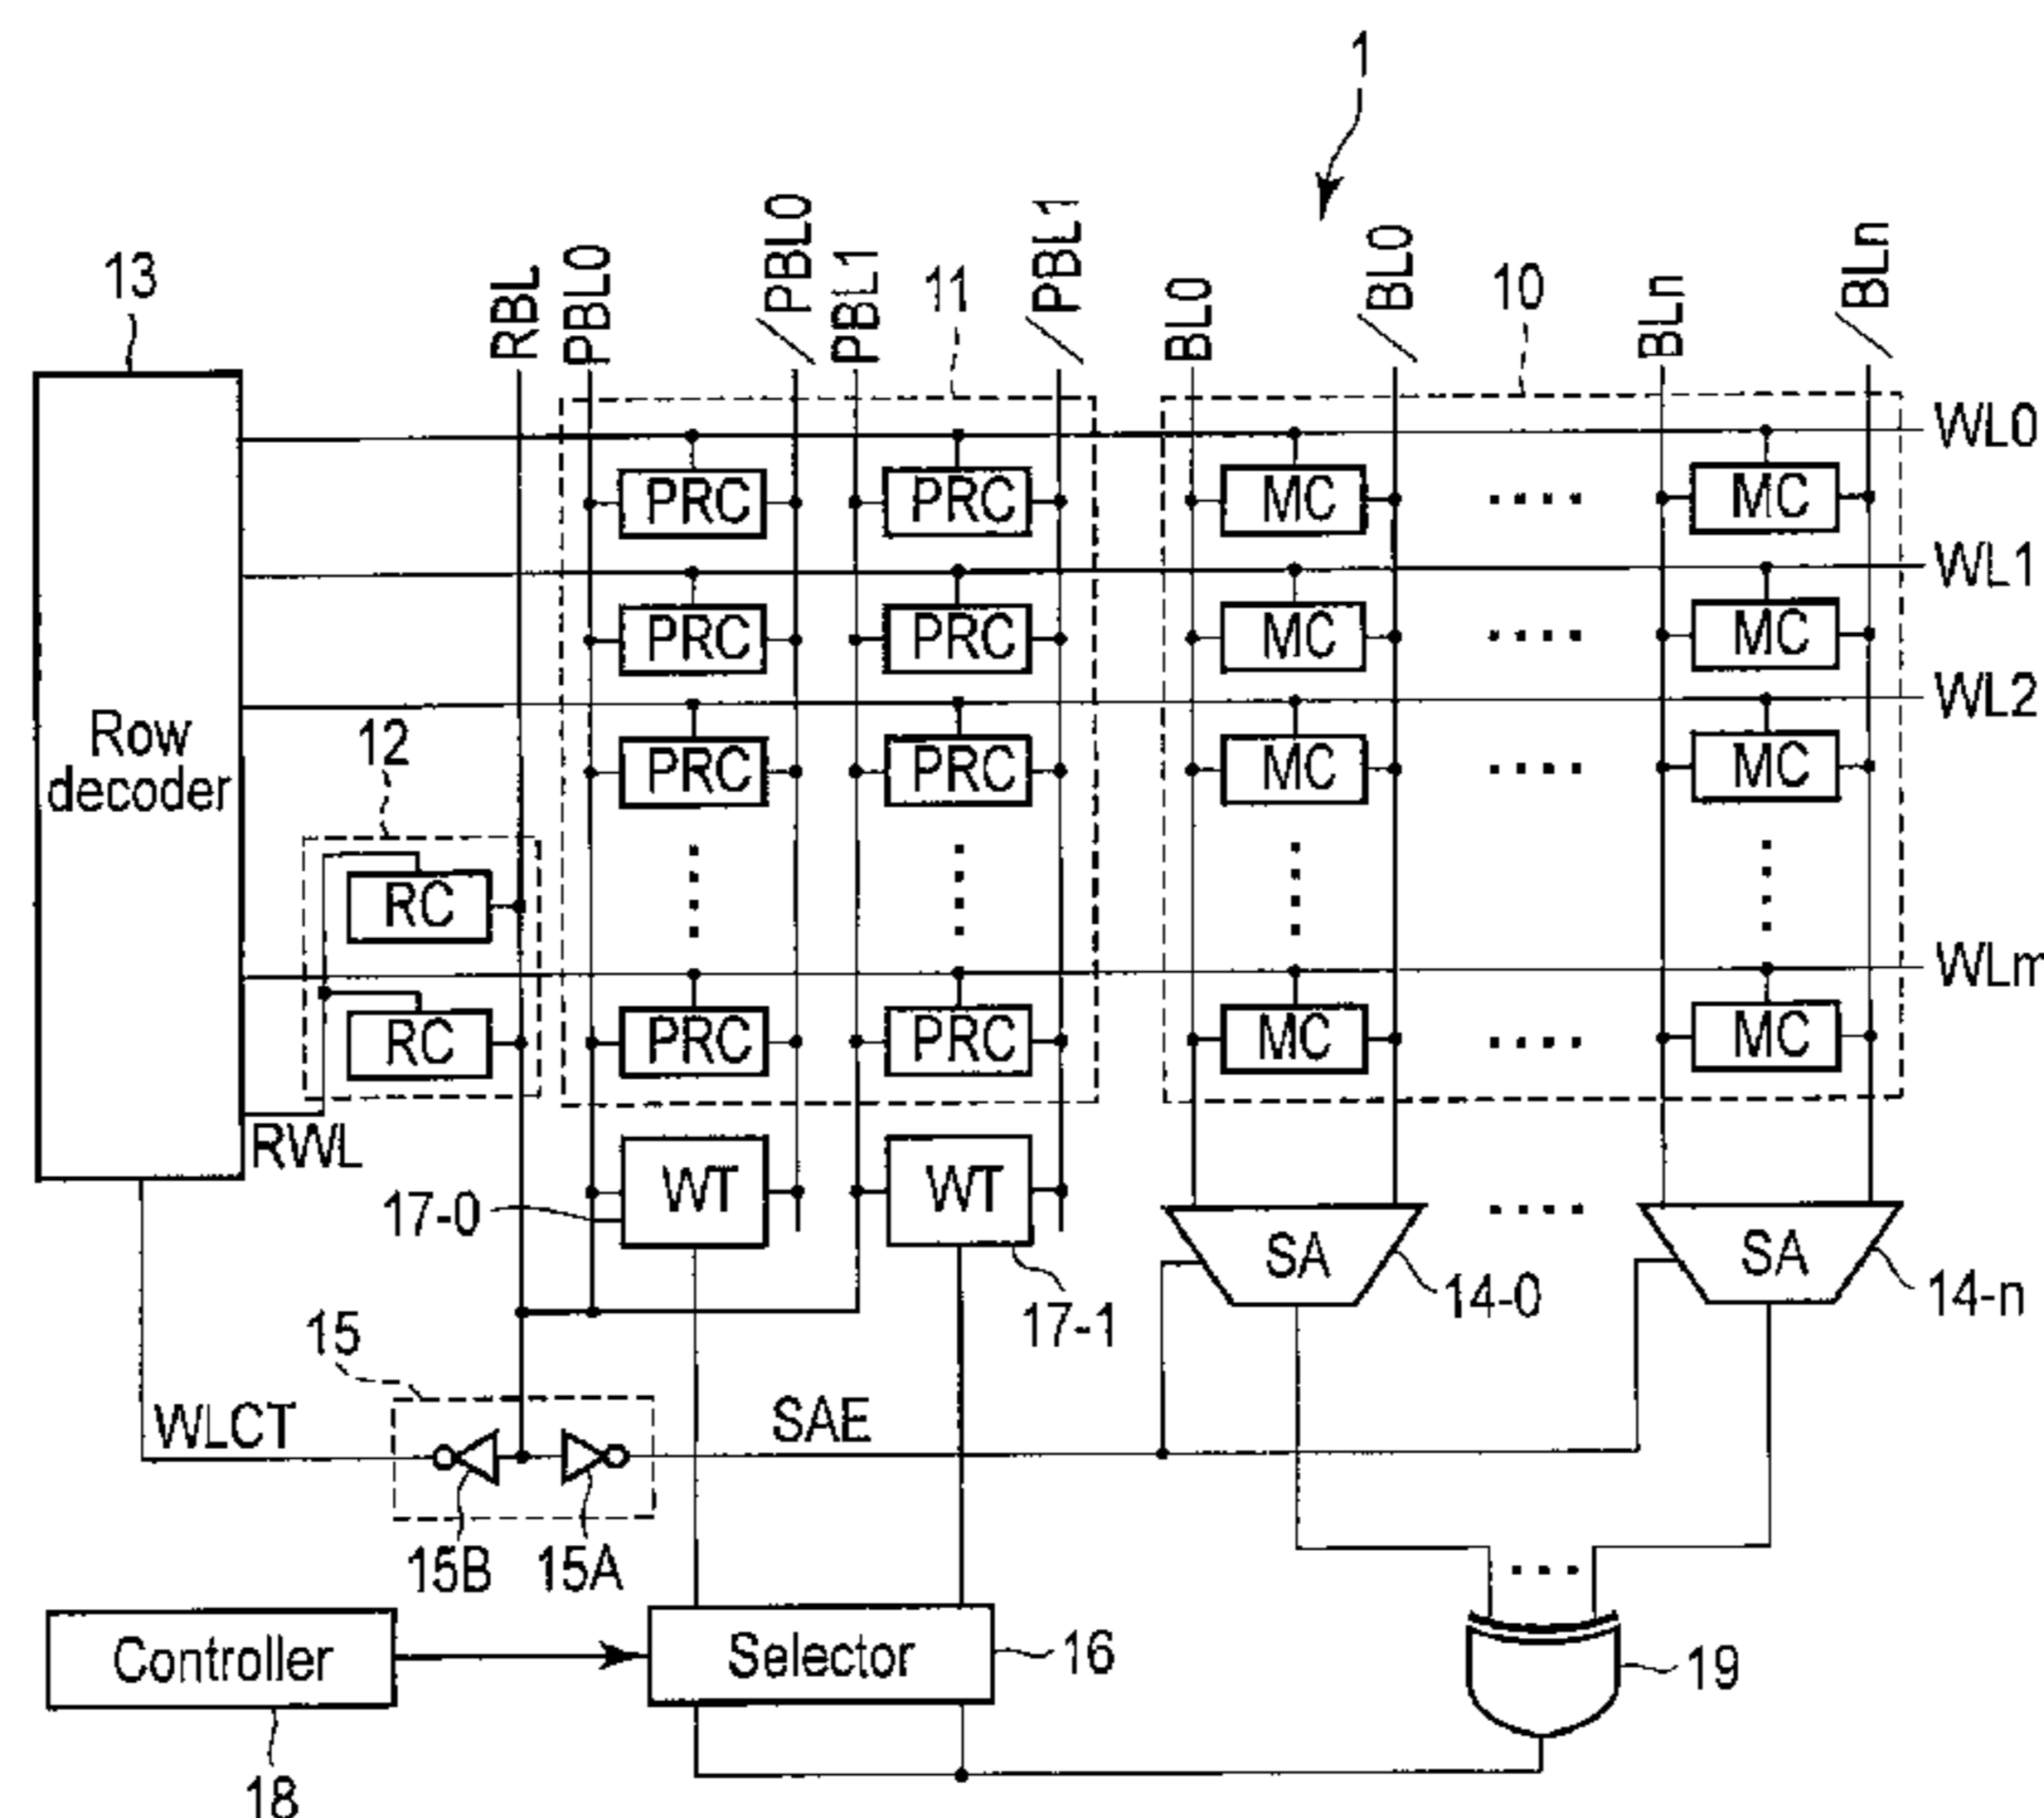 1
13
RBL
PBL0
/PBL0
PBL1
/PBL1
11
BL0
/BL0
10
BLn
/BLn
WL0
PRC PRC MC .... MC
WL1
PRC PRC MC .... MC
WL2
PRC PRC MC .... MC
Row
decoder
12
RC
WLm
RC PRC PRC MC .... MC
RWL
17-0 WT WT
17-1
SA .... SA
14-0
14-n
15
WLCT
SAE
15B 15A
...
Controller
Selector
16
19
18